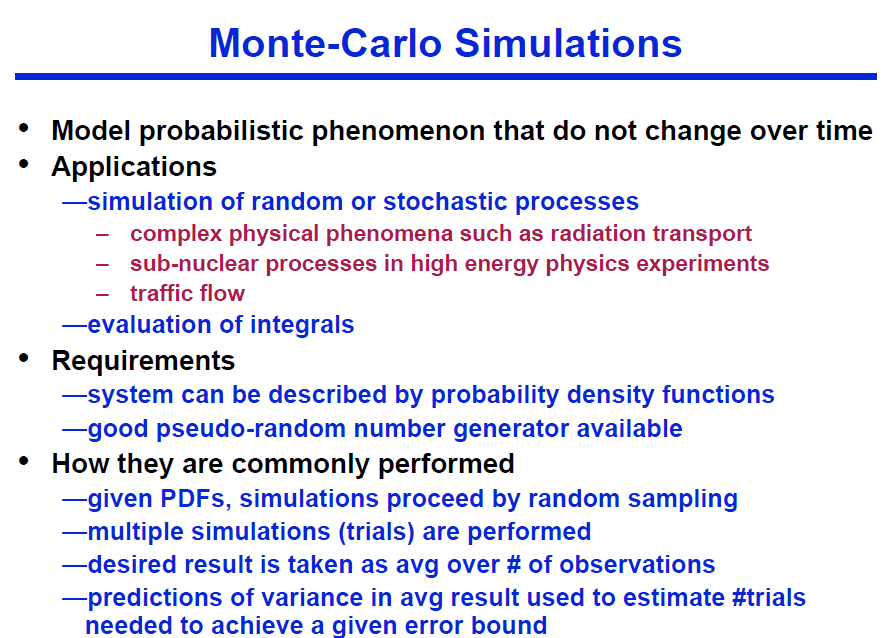 Monte-Carlo Simulations
• Model probabilistic phenomenon that do not change over time
• Applications
—simulation of random or stochastic processes
– complex physical phenomena such as radiation transport
– sub-nuclear processes in high energy physics experiments
– traffic flow
—evaluation of integrals
• Requirements
—system can be described by probability density functions
—good pseudo-random number generator available
• How they are commonly performed
—given PDFs, simulations proceed by random sampling
—multiple simulations (trials) are performed
—desired result is taken as avg over # of observations
—predictions of variance in avg result used to estimate #trials
needed to achieve a given error bound